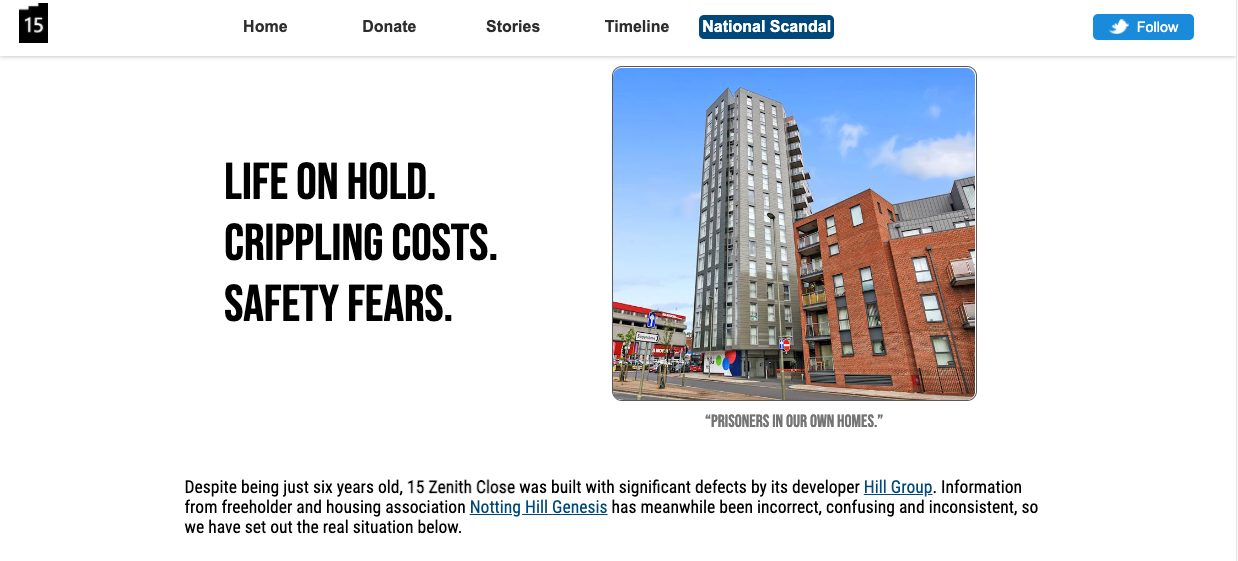 15
Home
Donate
Stories
Timeline
National Scandal
Follow
LIFE ON HOLD.
CRIPPLING COSTS.
SAFETY FEARS.
“PRISONERS IN OUR OWN HOMES.”
Despite being just six years old, 15 Zenith Close was built with significant defects by its developer Hill Group. Information
from freeholder and housing association Notting Hill Genesis has meanwhile been incorrect, confusing and inconsistent, so
we have set out the real situation below.